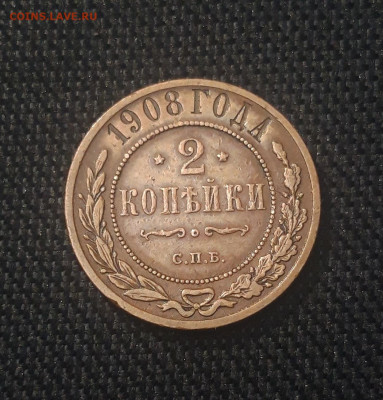 COINS.LAVE.RU
1908 ГОДА
2
КОПѢЙКИ
С.П.Б.